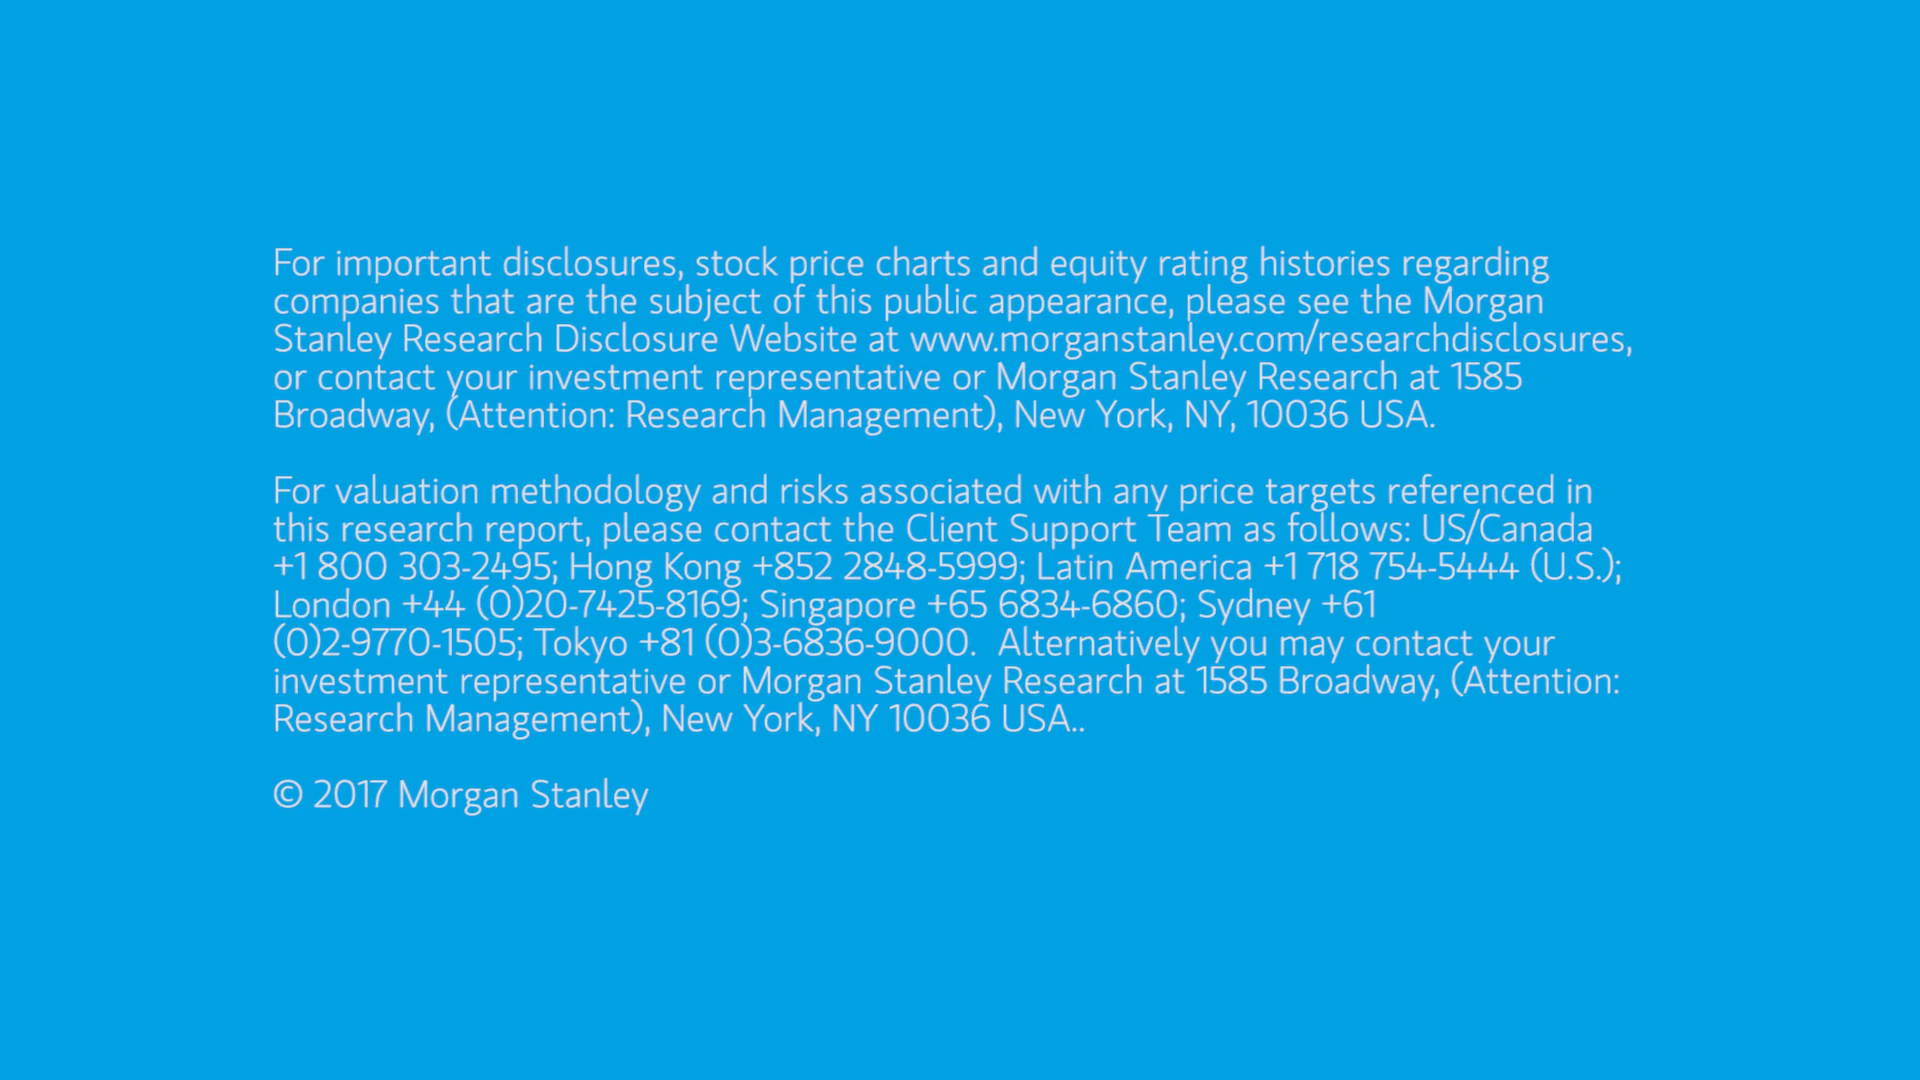 For important disclosures, stock price charts and equity rating histories regarding
companies that are the subject of this public appearance, please see the Morgan
Stanley Research Disclosure Website at www.morganstanley.com/researchdisclosures,
or contact your investment representative or Morgan Stanley Research at 1585
Broadway, (Attention: Research Management), New York, NY, 10036 USA.
For valuation methodology and risks associated with any price targets referenced in
this research report, please contact the Client Support Team as follows: US/Canada
+1 800 303-2495; Hong Kong +852 2848-5999; Latin America +1 718 754-5444 (U.S.);
London +44 (0)20-7425-8169; Singapore +65 6834-6860; Sydney +61
(0)2-9770-1505; Tokyo +81 (0)3-6836-9000.  Alternatively you may contact your
investment representative or Morgan Stanley Research at 1585 Broadway, (Attention:
Research Management), New York, NY 10036 USA..
© 2017 Morgan Stanley